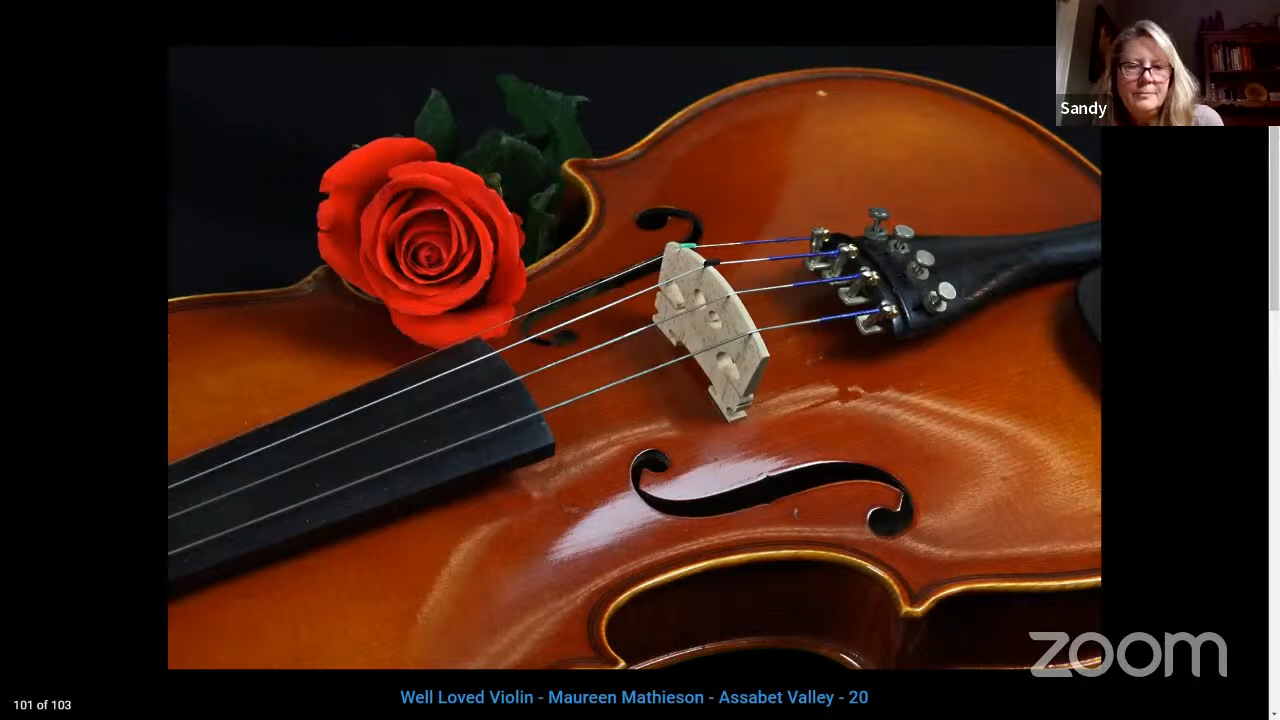 Sandy
zoom
Well Loved Violin - Maureen Mathieson - Assabet Valley - 20
101 of 103